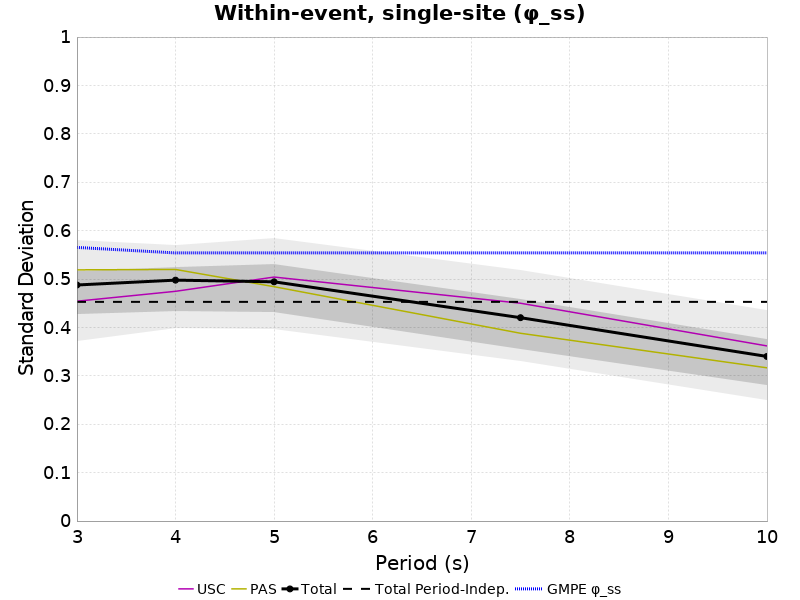 Within-event, single-site (φ_ss)
1
0.9
0.8
0.7
0.6
0.5
0.4
0.3
0.2
0.1
0
Standard Deviation
3 4 5 6 7 8 9 10
Period (s)
USC PAS Total Total Period-Indep. GMPE φ_ss